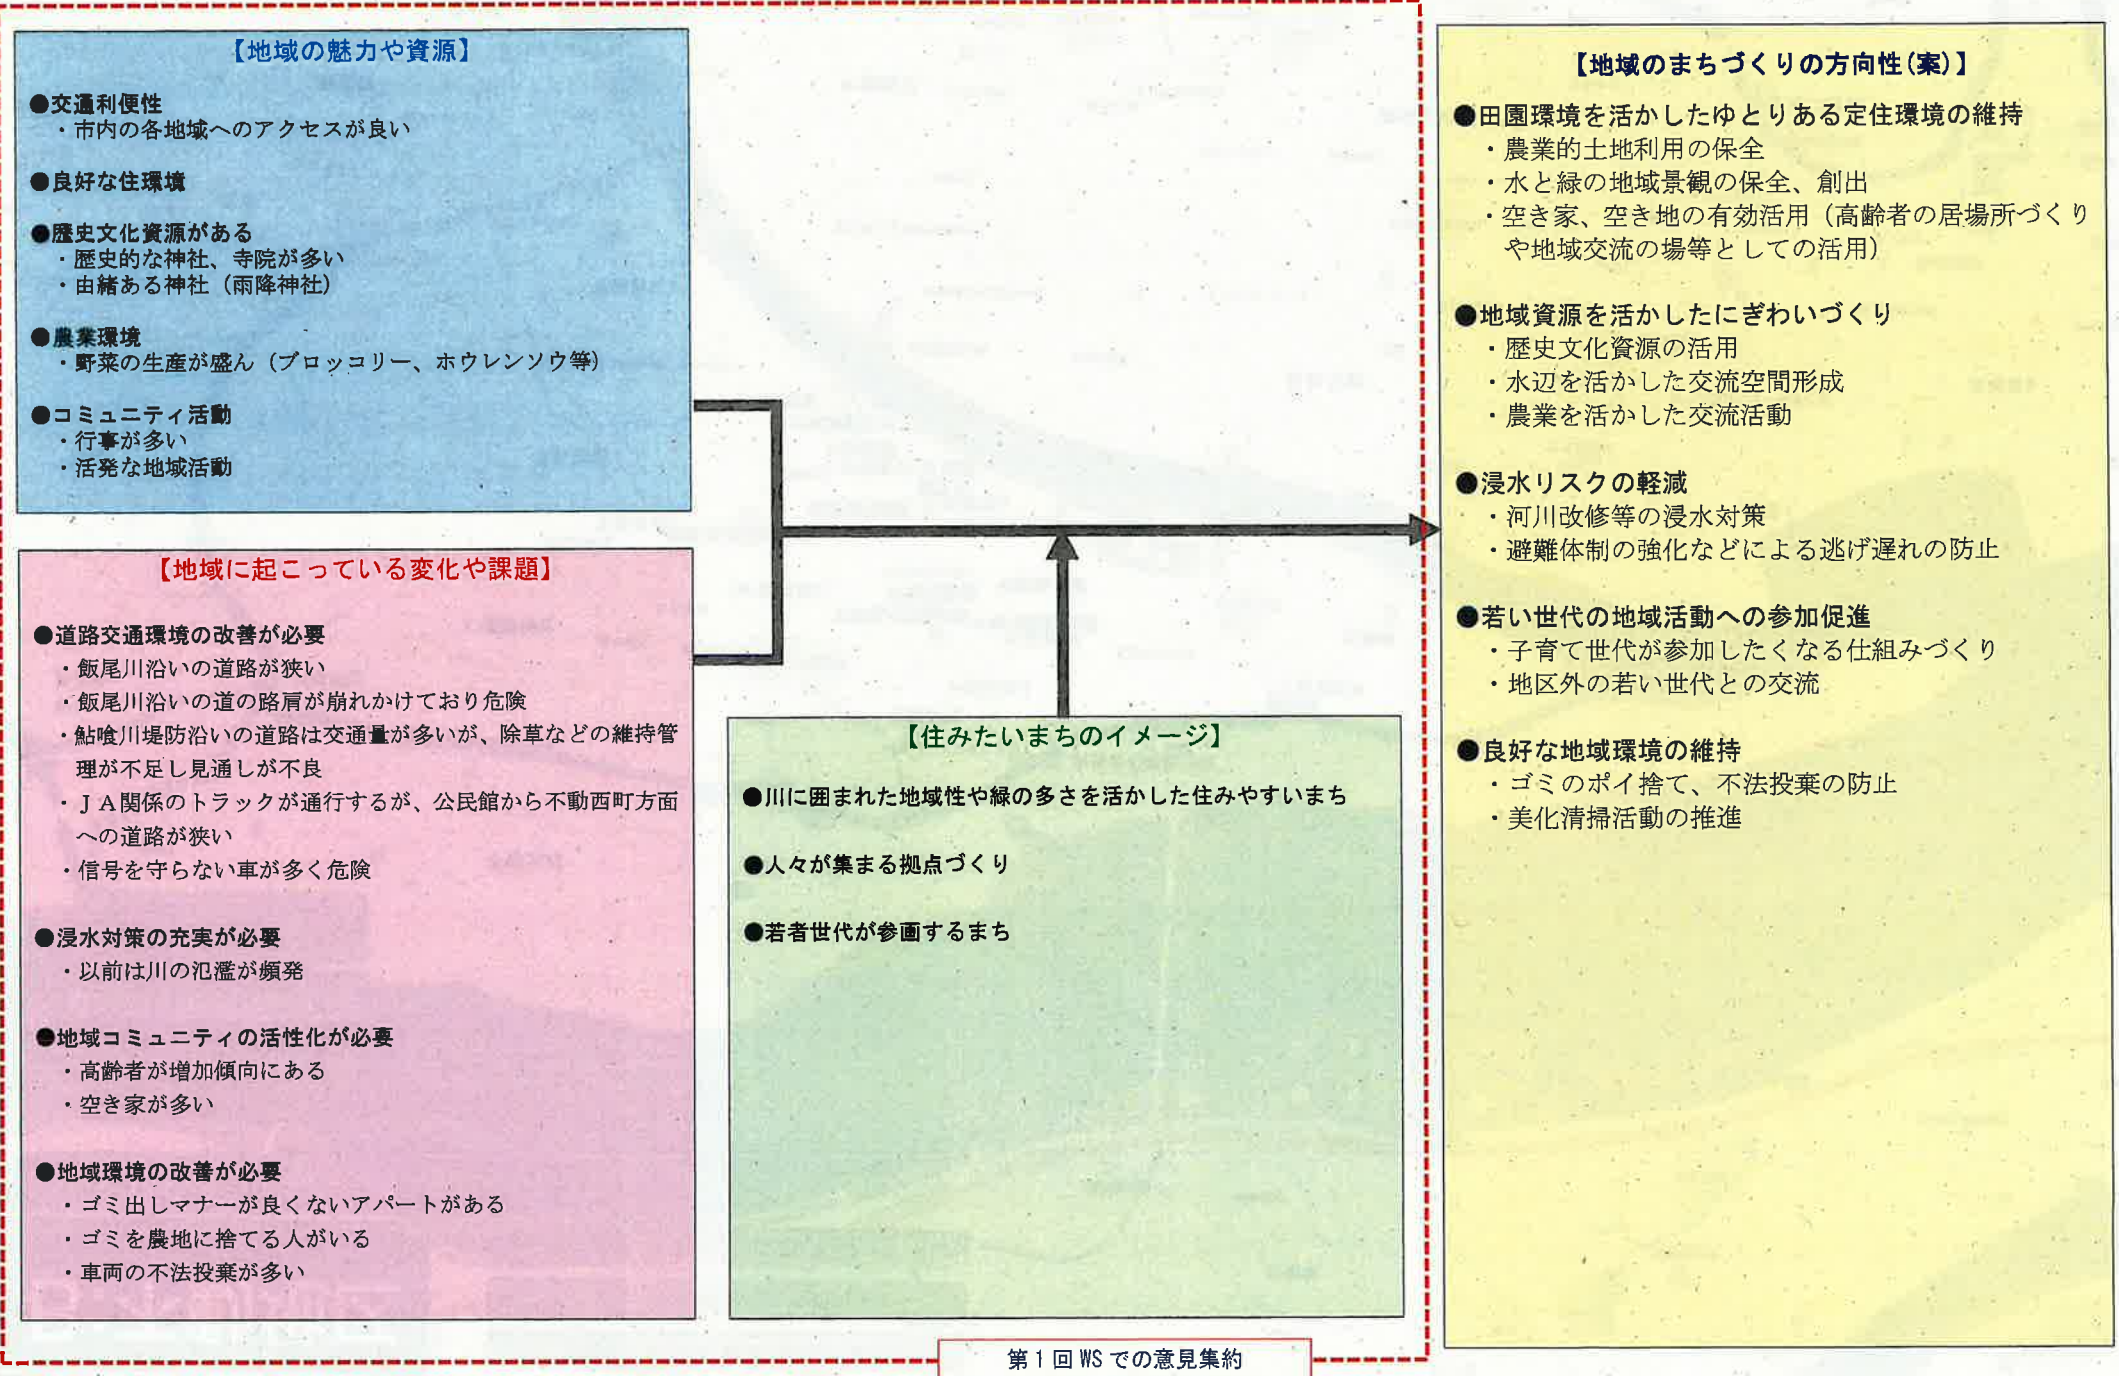 【地域の魅力や資源】
●交通利便性
・市内の各地域へのアクセスが良い
●良好な住環境
●歴史文化資源がある
・歴史的な神社、寺院が多い
・由緒ある神社（雨降神社）
●農業環境
・野菜の生産が盛ん（ブロッコリー、ホウレンソウ等）
●コミュニティ活動
・行事が多い
・活発な地域活動
【地域に起こっている変化や課題】
●道路交通環境の改善が必要
・飯尾川沿いの道路が狭い
・飯尾川沿いの道の路肩が崩れかけており危険
・鮎喰川堤防沿いの道路は交通量が多いが、除草などの維持管
理が不足し見通しが不良
・ＪＡ関係のトラックが通行するが、公民館から不動西町方面
への道路が狭い
・信号を守らない車が多く危険
●浸水対策の充実が必要
・以前は川の氾濫が頻発
●地域コミュニティの活性化が必要
・高齢者が増加傾向にある
・空き家が多い
●地域環境の改善が必要
・ゴミ出しマナーが良くないアパートがある
・ゴミを農地に捨てる人がいる
・車両の不法投棄が多い
【住みたいまちのイメージ】
●川に囲まれた地域性や緑の多さを活かした住みやすいまち
●人々が集まる拠点づくり
●若者世代が参画するまち
第１回 WS での意見集約
【地域のまちづくりの方向性(案)】
●田園環境を活かしたゆとりある定住環境の維持
・農業的土地利用の保全
・水と緑の地域景観の保全、創出
・空き家、空き地の有効活用（高齢者の居場所づくり
や地域交流の場等としての活用）
●地域資源を活かしたにぎわいづくり
・歴史文化資源の活用
・水辺を活かした交流空間形成
・農業を活かした交流活動
●浸水リスクの軽減
・河川改修等の浸水対策
・避難体制の強化などによる逃げ遅れの防止
●若い世代の地域活動への参加促進
・子育て世代が参加したくなる仕組みづくり
・地区外の若い世代との交流
●良好な地域環境の維持
・ゴミのポイ捨て、不法投棄の防止
・美化清掃活動の推進